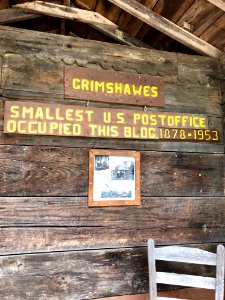 GRIMSHAWES
SMALLEST U.S. POSTOFFICE
OCCUPIED THIS BLDG. 1878-1953